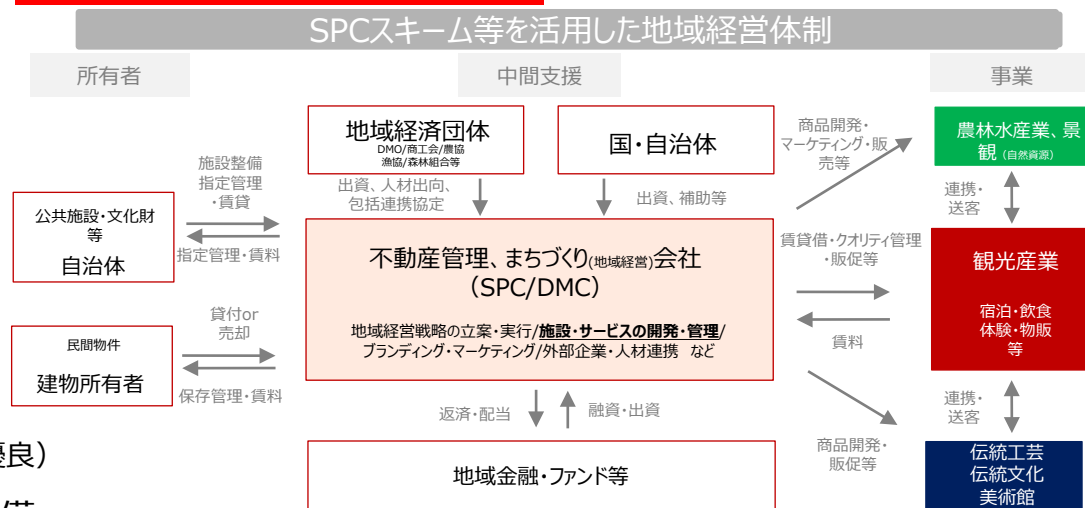 SPCスキーム等を活用した地域経営体制
所有者
中間支援
事業
地域経済団体
DMO/商工会/農協
漁協/森林組合等
国・自治体
商品開発・
マーケティング・販
売等
農林水産業、景
観（自然資源）
施設整備
指定管理
・賃貸
出資、人材出向、
包括連携協定
出資、補助等
連携・
送客
公共施設・文化財
等
自治体
指定管理・賃料
不動産管理、まちづくり(地域経営)会社
（SPC/DMC）
地域経営戦略の立案・実行/施設・サービスの開発・管理/
ブランディング・マーケティング/外部企業・人材連携 など
賃貸借・クオリティ管理
・販促等
賃料
観光産業
宿泊・飲食
体験・物販
等
貸付or
売却
民間物件
建物所有者
保存管理・賃料
返済・配当
融資・出資
連携・
送客
商品開発・
販促等
地域金融・ファンド等
伝統工芸
伝統文化
美術館
優良）
備